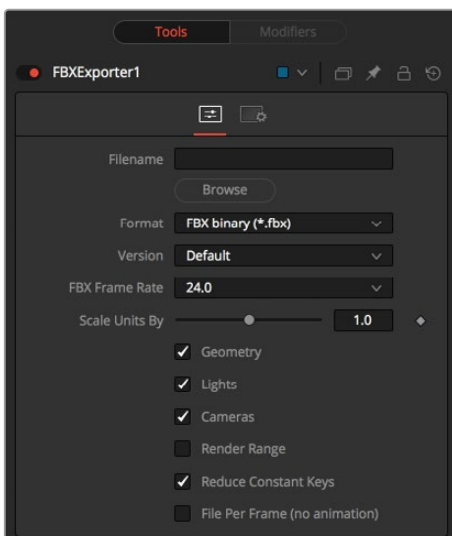 Tools Modifiers
FBXExporter1
Filename
Browse
Format FBX binary (*.fbx)
Version Default
FBX Frame Rate 24.0
Scale Units By 1.0
Geometry
Lights
Cameras
Render Range
Reduce Constant Keys
File Per Frame (no animation)